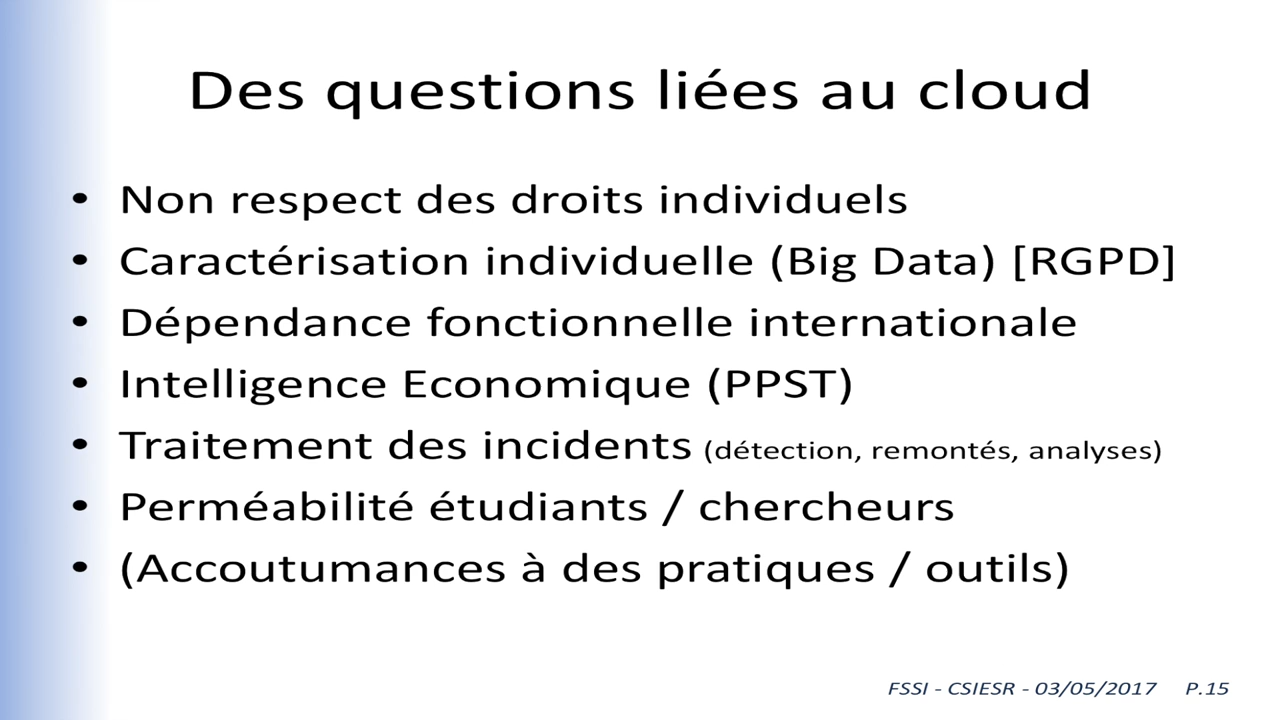 Des questions liées au cloud
• Non respect des droits individuels
• Caractérisation individuelle (Big Data) [RGPD]
• Dépendance fonctionnelle internationale
• Intelligence Economique (PPST)
• Traitement des incidents (détection, remontés, analyses)
• Perméabilité étudiants / chercheurs
• (Accoutumances à des pratiques / outils)
FSSI - CSIESR - 03/05/2017 P.15